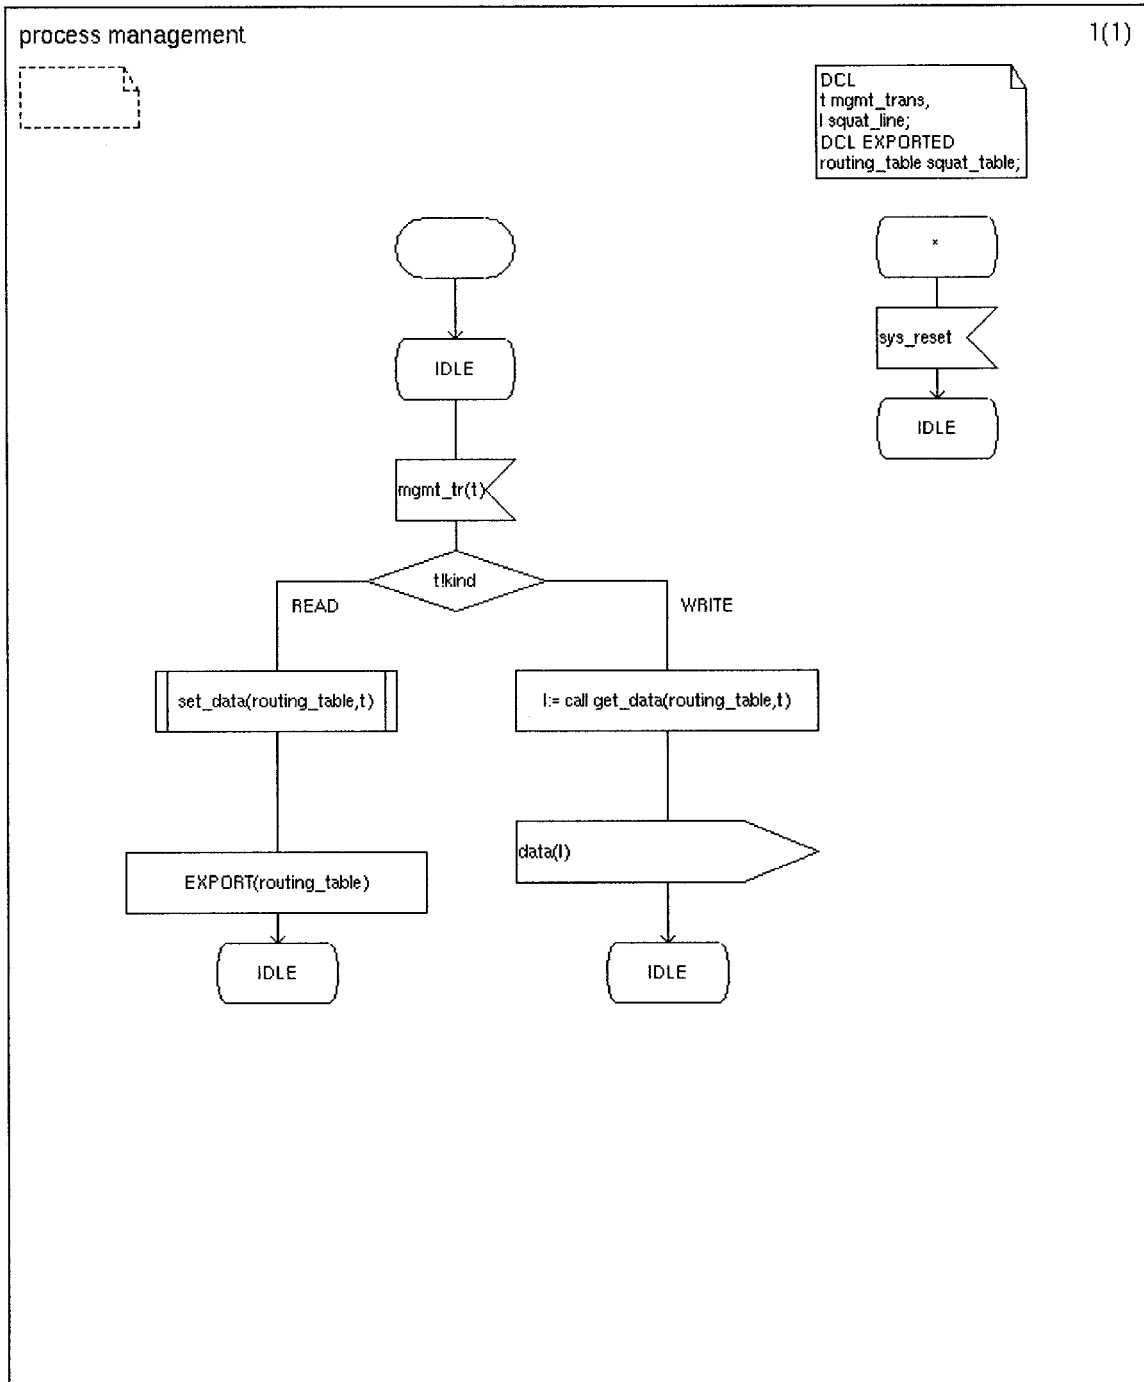 process management
1(1)
DCL
t mgmt_trans,
l squat_line;
DCL EXPORTED
routing_table squat_table;
*
sys_reset
IDLE
IDLE
mgmt_tr(t)
t!kind
READ
WRITE
set_data(routing_table,t)
l:= call get_data(routing_table,t)
data(l)
EXPORT(routing_table)
IDLE
IDLE